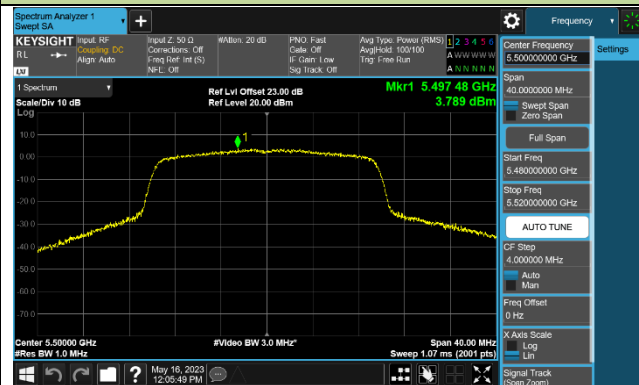 Spectrum Analyzer 1
Swept SA
+
Frequency
KEYSIGHT Input: RF
RL Coupling: DC
Align: Auto
LXI
Input Z: 50 Ω
Corrections: Off
Freq Ref: Int (S)
NFE: Off
#Atten: 20 dB
PNO: Fast
Gate: Off
IF Gain: Low
Sig Track: Off
Avg Type: Power (RMS)
Avg|Hold: 100/100
Trig: Free Run
1 2 3 4 5 6
A W W W W W
A N N N N N
1 Spectrum
Scale/Div 10 dB
Log
Ref Lvl Offset 23.00 dB
Ref Level 20.00 dBm
Mkr1 5.497 48 GHz
3.789 dBm
1
10.0
0.00
-10.0
-20.0
-30.0
-40.0
-50.0
-60.0
-70.0
Center 5.50000 GHz
#Res BW 1.0 MHz
#Video BW 3.0 MHz*
Span 40.00 MHz
Sweep 1.07 ms (2001 pts)
May 16, 2023
12:05:49 PM
?
Center Frequency
5.500000000 GHz
Settings
Span
40.0000000 MHz
Swept Span
Zero Span
Full Span
Start Freq
5.480000000 GHz
Stop Freq
5.520000000 GHz
AUTO TUNE
CF Step
4.000000 MHz
Auto
Man
Freq Offset
0 Hz
X Axis Scale
Log
Lin
Signal Track
(Span Zoom)